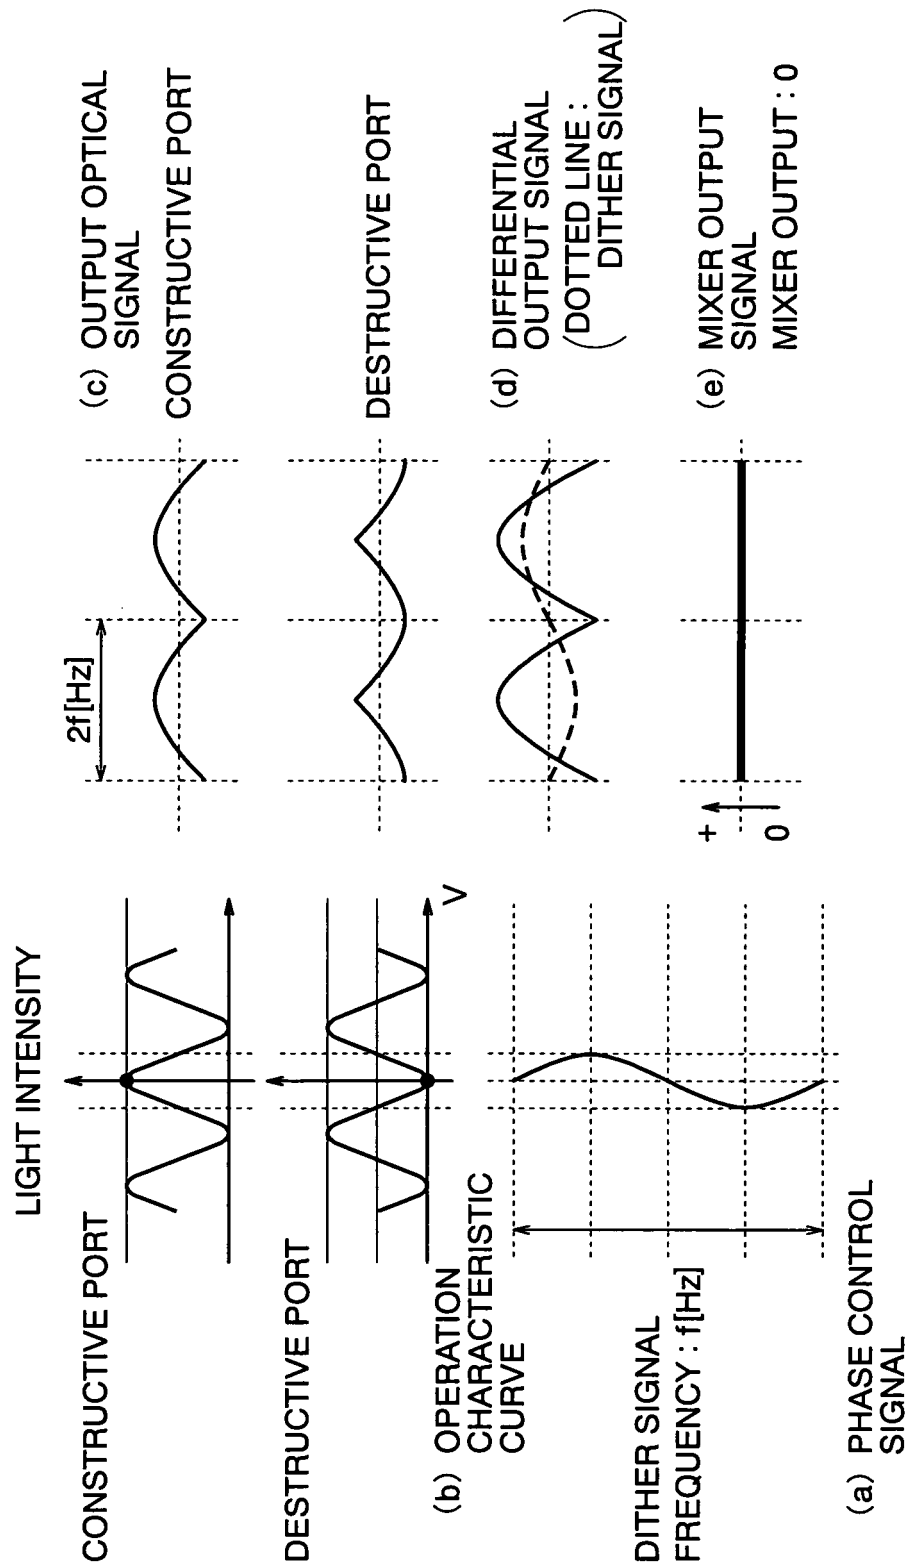 LIGHT INTENSITY
CONSTRUCTIVE PORT
DESTRUCTIVE PORT
V
(b) OPERATION
CHARACTERISTIC
CURVE
DITHER SIGNAL
FREQUENCY : f[Hz]
(a) PHASE CONTROL
SIGNAL
2f[Hz]
(c) OUTPUT OPTICAL
SIGNAL
CONSTRUCTIVE PORT
DESTRUCTIVE PORT
(d) DIFFERENTIAL
OUTPUT SIGNAL
(DOTTED LINE :
DITHER SIGNAL)
+
0
(e) MIXER OUTPUT
SIGNAL
MIXER OUTPUT : 0